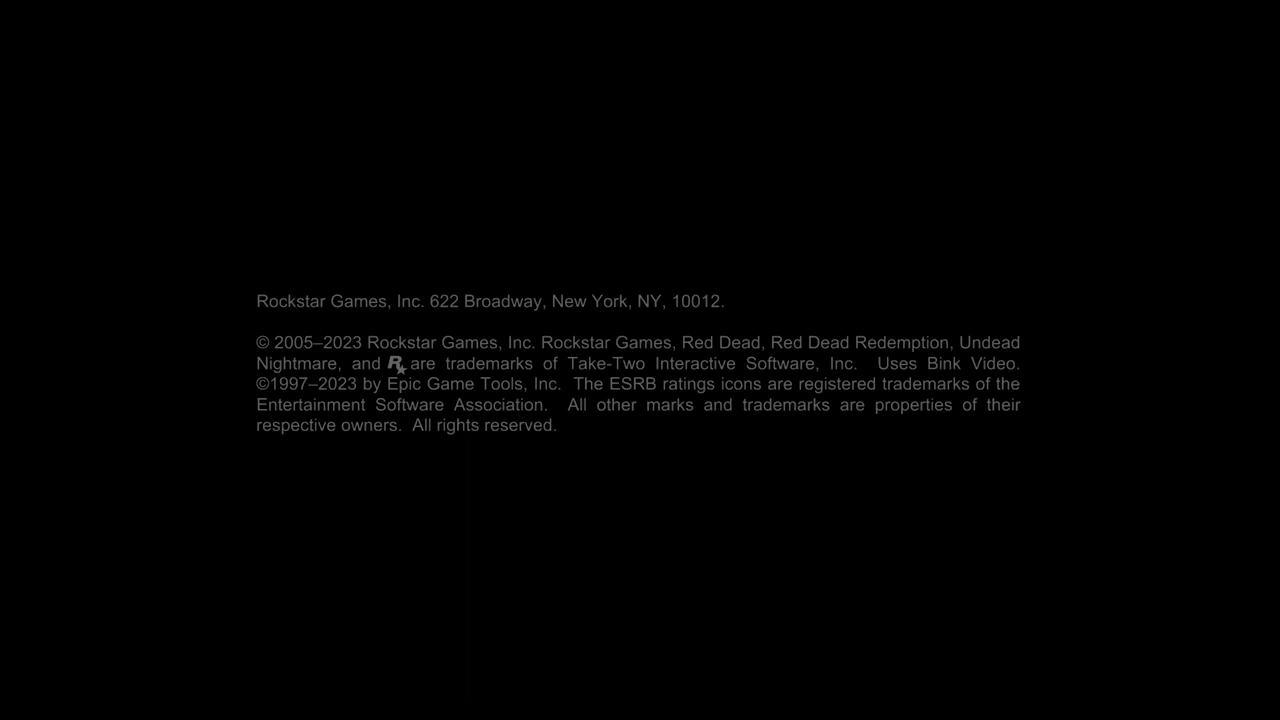 Rockstar Games, Inc. 622 Broadway, New York, NY, 10012.
© 2005–2023 Rockstar Games, Inc. Rockstar Games, Red Dead, Red Dead Redemption, Undead
Nightmare, and R★ are trademarks of Take-Two Interactive Software, Inc. Uses Bink Video.
©1997–2023 by Epic Game Tools, Inc. The ESRB ratings icons are registered trademarks of the
Entertainment Software Association. All other marks and trademarks are properties of their
respective owners. All rights reserved.